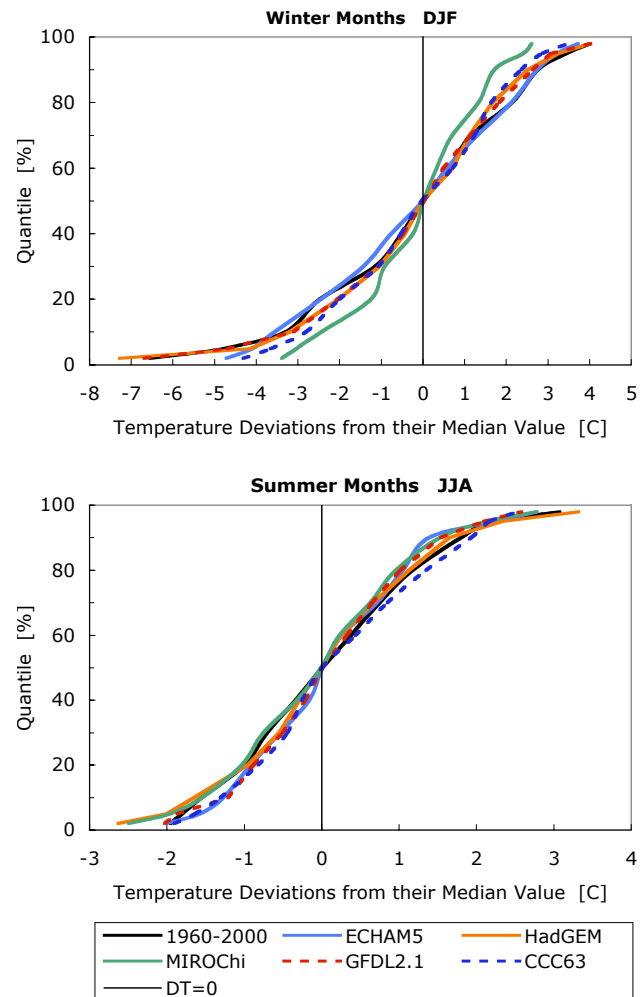 Winter Months DJF
100
80
60
40
20
0
Quantile [%]
-8 -7 -6 -5 -4 -3 -2 -1 0 1 2 3 4 5
Temperature Deviations from their Median Value [C]
Summer Months JJA
100
80
60
40
20
0
Quantile [%]
-3 -2 -1 0 1 2 3 4
Temperature Deviations from their Median Value [C]
1960-2000 ECHAM5 HadGEM
MIROChi GFDL2.1 CCC63
DT=0